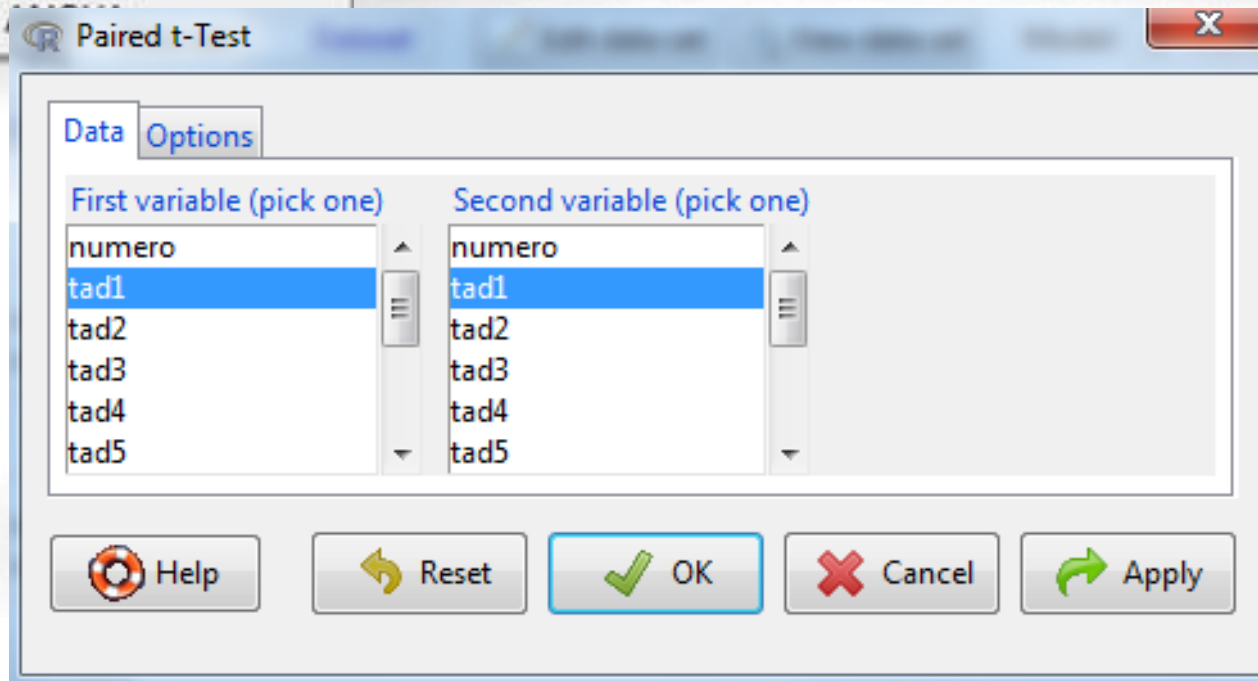 Paired t-Test
Data Options
First variable (pick one) Second variable (pick one)
numero numero
tad1 tad1
tad2 tad2
tad3 tad3
tad4 tad4
tad5 tad5
Help Reset OK Cancel Apply